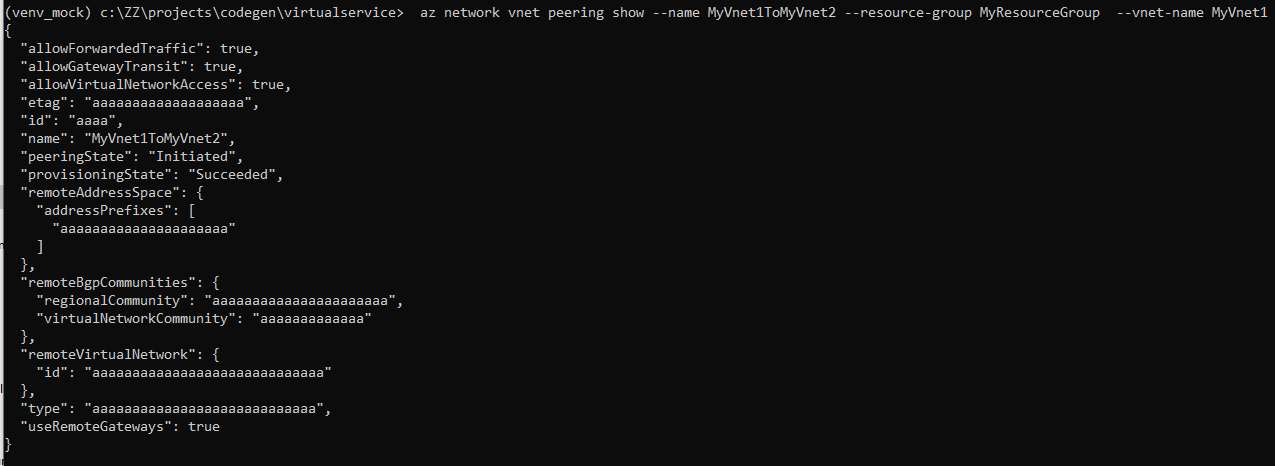 (venv_mock) c:\ZZ\projects\codegen\virtualservice>  az network vnet peering show --name MyVnet1ToMyVnet2 --resource-group MyResourceGroup  --vnet-name MyVnet1
{
  "allowForwardedTraffic": true,
  "allowGatewayTransit": true,
  "allowVirtualNetworkAccess": true,
  "etag": "aaaaaaaaaaaaaaaaaaa",
  "id": "aaaa",
  "name": "MyVnet1ToMyVnet2",
  "peeringState": "Initiated",
  "provisioningState": "Succeeded",
  "remoteAddressSpace": {
    "addressPrefixes": [
      "aaaaaaaaaaaaaaaaaaaaa"
    ]
  },
  "remoteBgpCommunities": {
    "regionalCommunity": "aaaaaaaaaaaaaaaaaaaaaa",
    "virtualNetworkCommunity": "aaaaaaaaaaaaa"
  },
  "remoteVirtualNetwork": {
    "id": "aaaaaaaaaaaaaaaaaaaaaaaaaaaaa"
  },
  "type": "aaaaaaaaaaaaaaaaaaaaaaaaaaaa",
  "useRemoteGateways": true
}